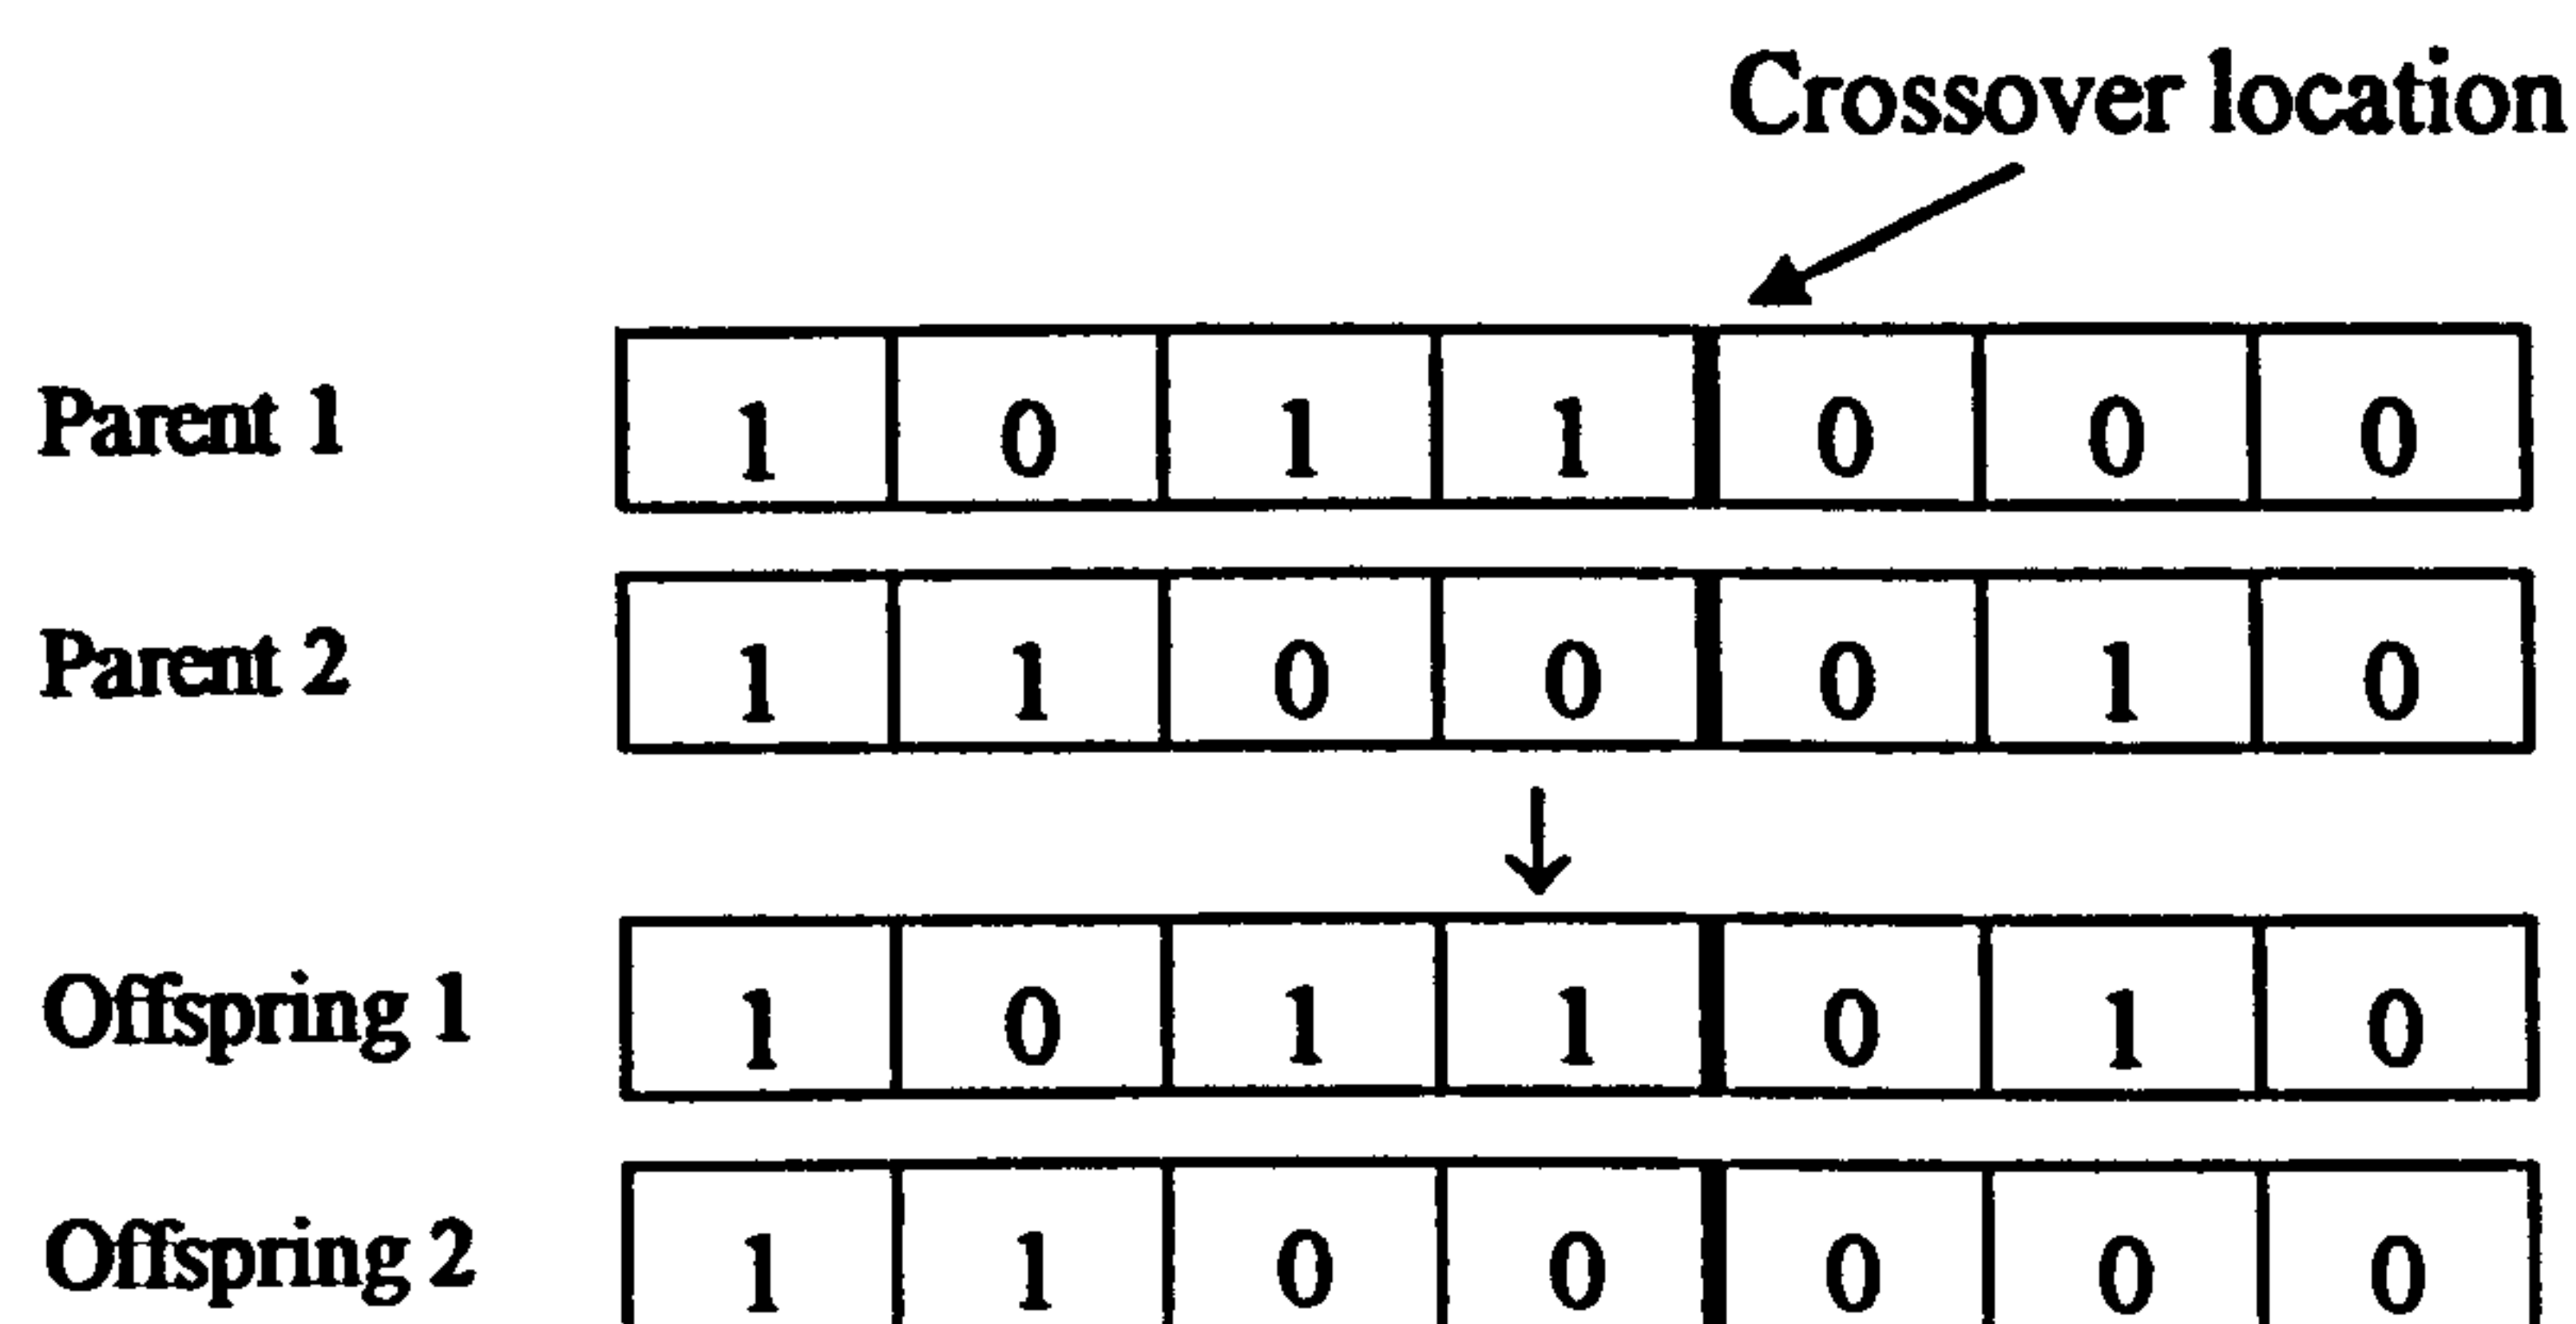 Crossover location
Parent 1 1 0 1 1 0 0 0
Parent 2 1 1 0 0 0 1 0
Offspring 1 1 0 1 1 0 1 0
Offspring 2 1 1 0 0 0 0 0